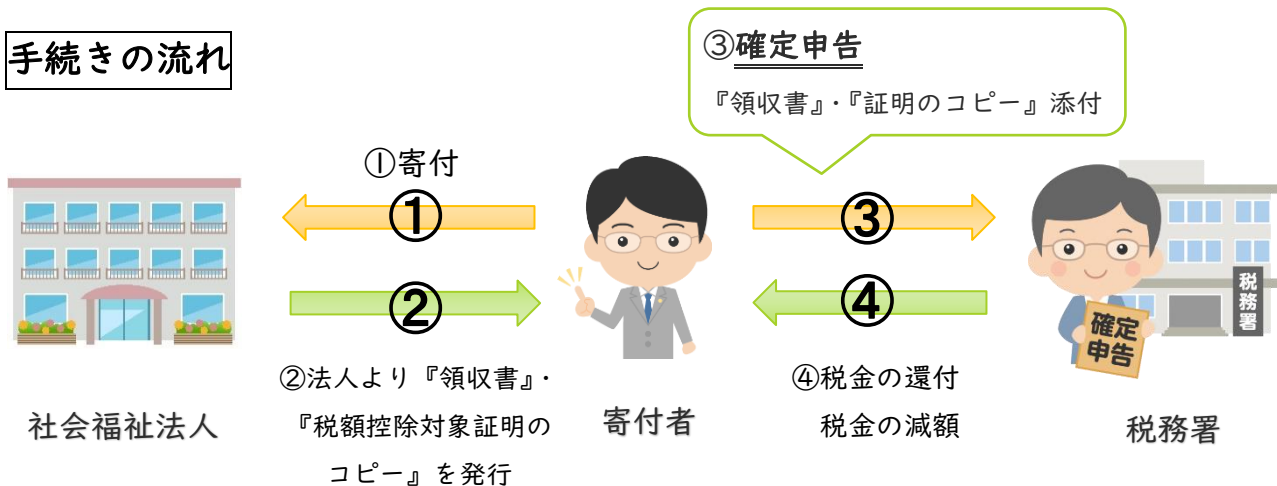 手続きの流れ
③確定申告
『領収書』・『証明のコピー』添付
①寄付
①
③
②
④
税務署
確定
申告
②法人より『領収書』・
『税額控除対象証明の
コピー』を発行
④税金の還付
税金の減額
社会福祉法人
寄付者
税務署